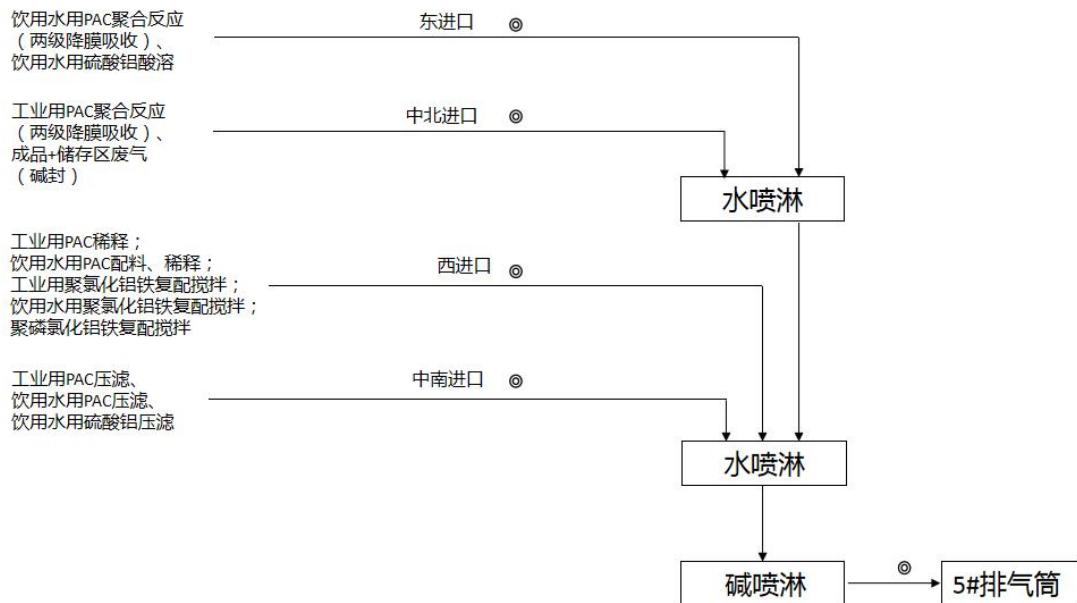 饮用水用PAC聚合反应
（两级降膜吸收）、
饮用水用硫酸铝酸溶
东进口 ◎
工业用PAC聚合反应
（两级降膜吸收）、
成品+储存区废气
（碱封）
中北进口 ◎
水喷淋
工业用PAC稀释；
饮用水用PAC配料、稀释；
工业用聚氯化铝铁复配搅拌；
饮用水用聚氯化铝铁复配搅拌；
聚磷氯化铝铁复配搅拌
西进口 ◎
工业用PAC压滤、
饮用水用PAC压滤、
饮用水用硫酸铝压滤
中南进口 ◎
水喷淋
碱喷淋
◎
5#排气筒